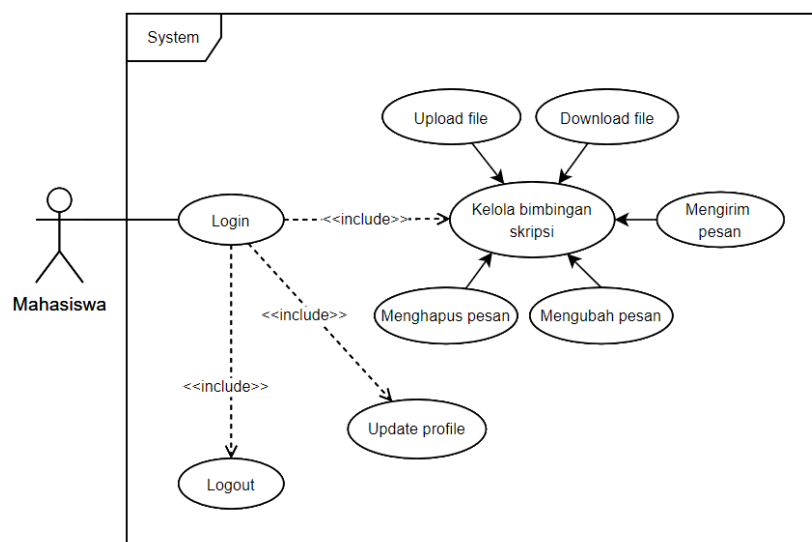 System
Upload file
Download file
Login
<<include>>
Kelola bimbingan
skripsi
Mengirim
pesan
Mahasiswa
<<include>>
Menghapus pesan
Mengubah pesan
<<include>>
Update profile
Logout